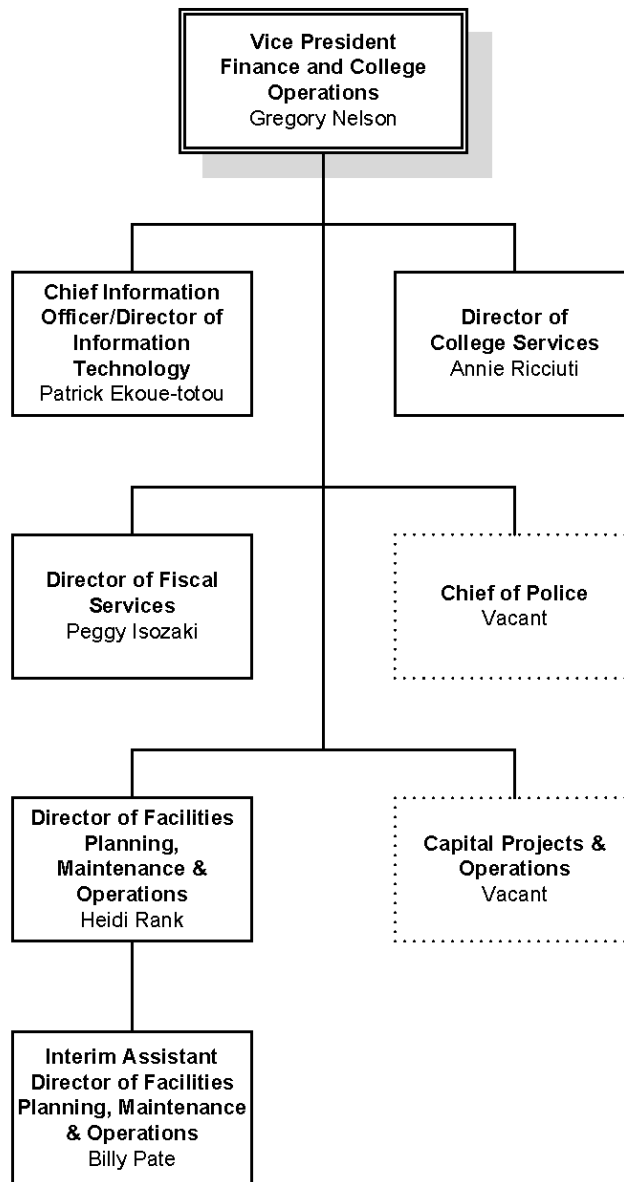 Vice President
Finance and College
Operations
Gregory Nelson
Chief Information
Officer/Director of
Information
Technology
Patrick Ekoue-totou
Director of
College Services
Annie Ricciuti
Director of Fiscal
Services
Peggy Isozaki
Chief of Police
Vacant
Director of Facilities
Planning,
Maintenance &
Operations
Heidi Rank
Capital Projects &
Operations
Vacant
Interim Assistant
Director of Facilities
Planning, Maintenance
& Operations
Billy Pate